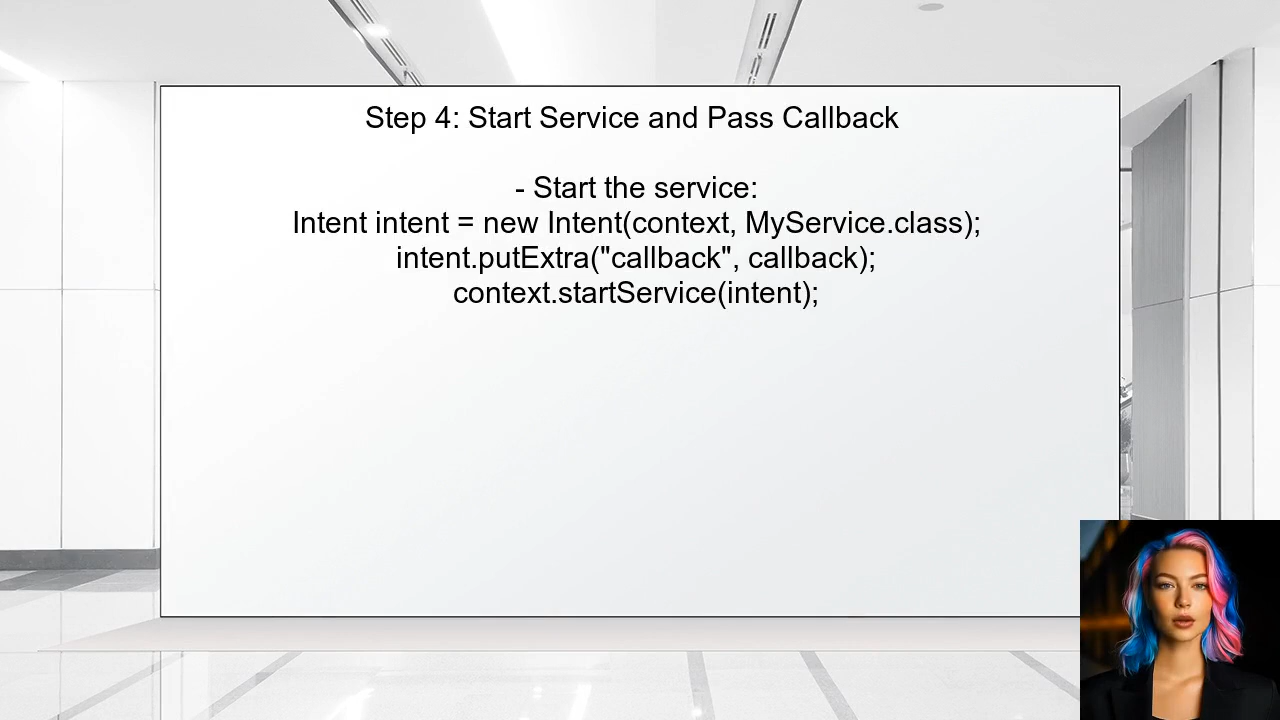 Step 4: Start Service and Pass Callback
- Start the service:
Intent intent = new Intent(context, MyService.class);
intent.putExtra("callback", callback);
context.startService(intent);